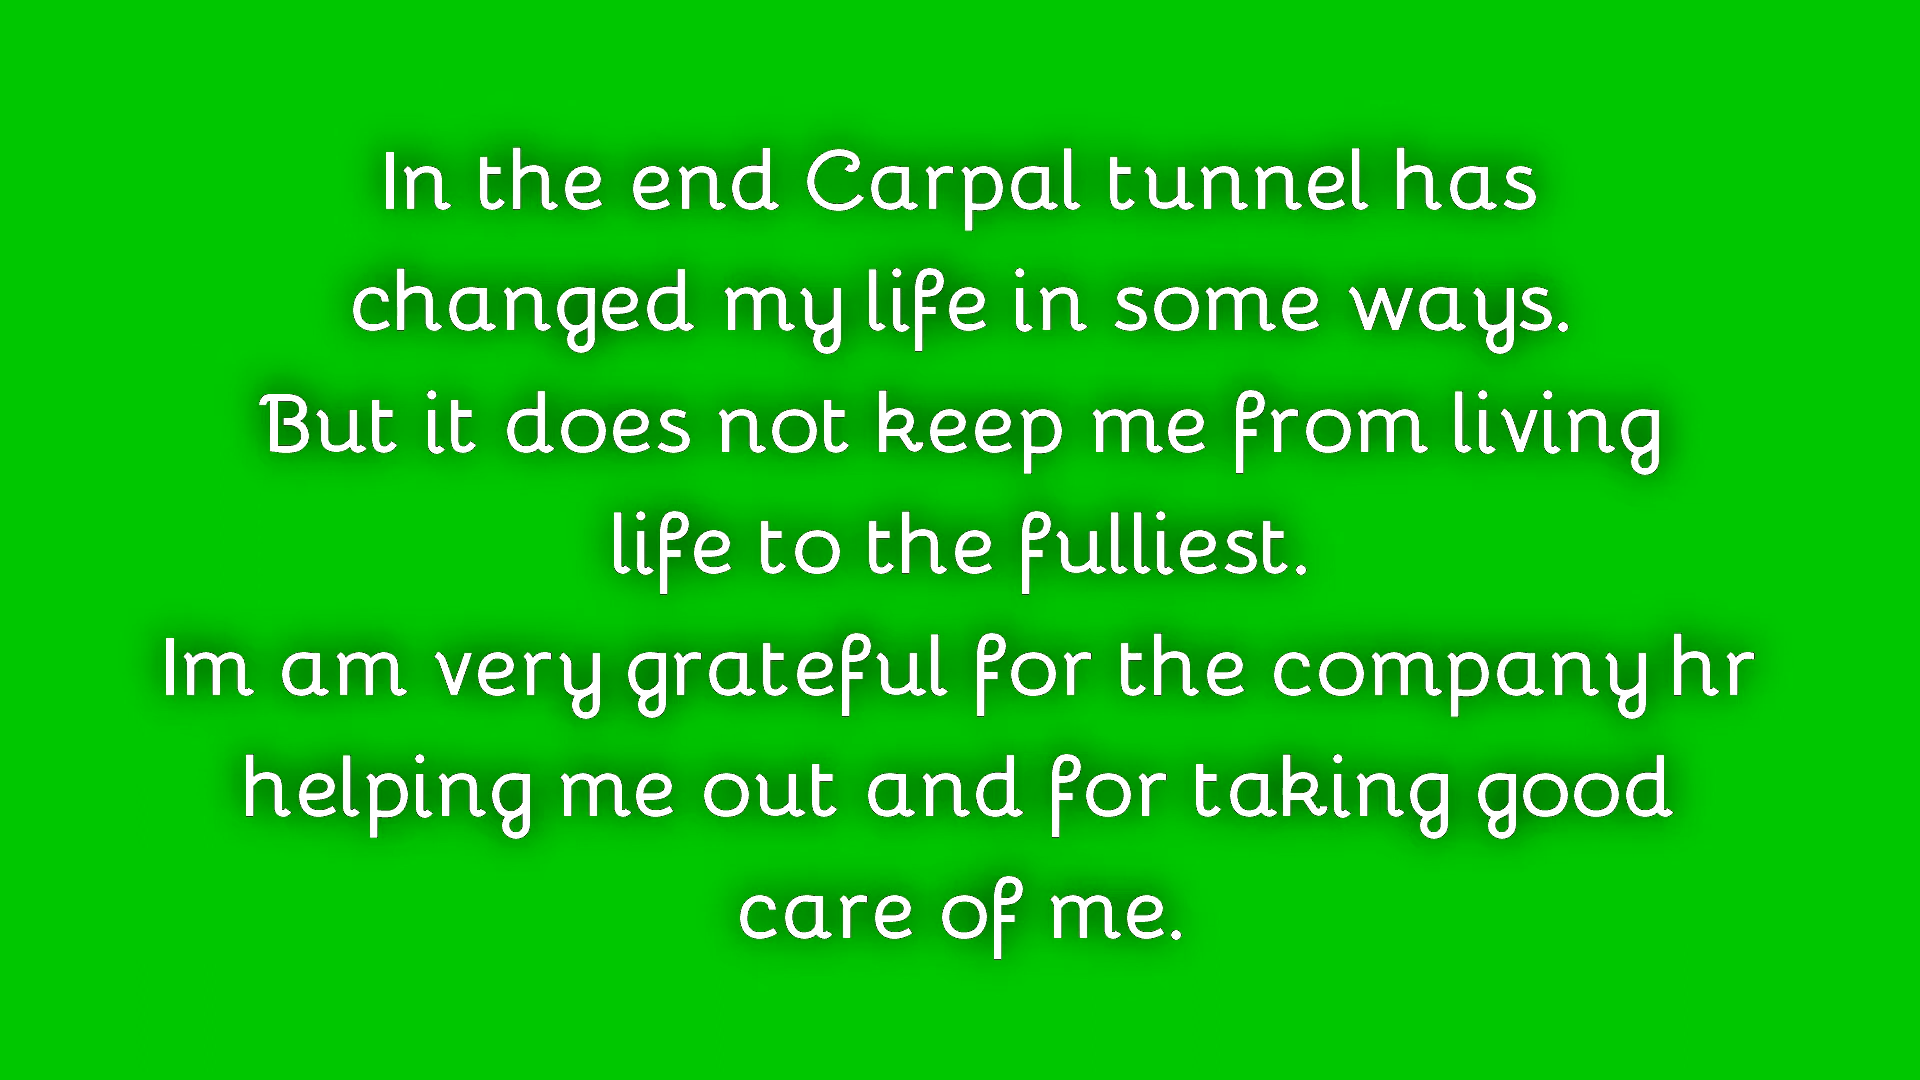 In the end Carpal tunnel has
changed my life in some ways.
But it does not keep me from living
life to the fulliest.
Im am very grateful for the company hr
helping me out and for taking good
care of me.